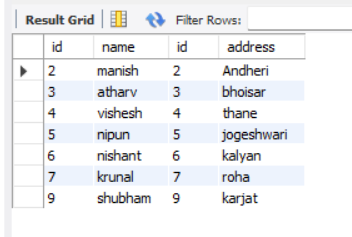 Result Grid Filter Rows:
id name id address
2 manish 2 Andheri
3 atharv 3 bhoisar
4 vishesh 4 thane
5 nipun 5 jogeshwari
6 nishant 6 kalyan
7 krunal 7 roha
9 shubham 9 karjat